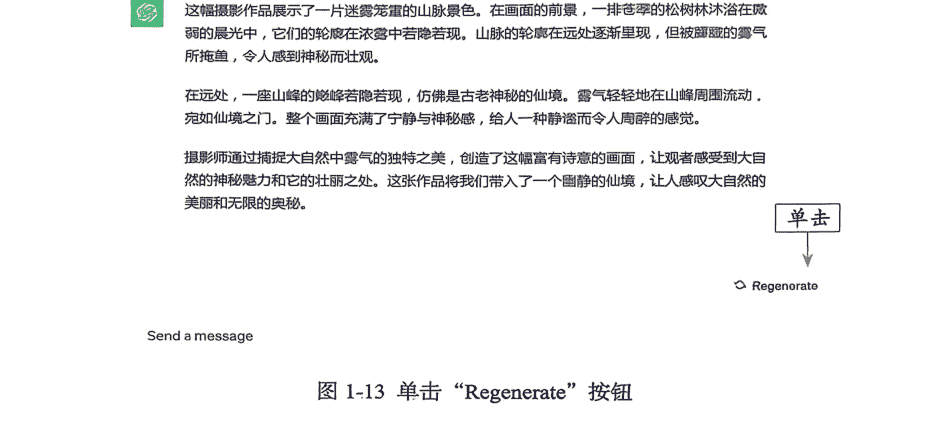 这幅摄影作品展示了一片迷雾笼罩的山脉景色。在画面的前景，一排苍翠的松树林沐浴在微
弱的晨光中，它们的轮廓在浓雾中若隐若现。山脉的轮廓在远处逐渐呈现，但被的雾气
所掩盖，令人感到神秘而壮观。
在远处，一座山峰的峰若隐若现，仿佛是古老神秘的仙境。雾气轻轻地在山峰周围流动，
宛如仙境之门。整个画面充满了宁静与神秘感，给人一种静谧而令人的感觉。
摄影师通过捕捉大自然中雾气的独特之美，创造了这幅富有诗意的画面，让观者感受到大自
然的神秘魅力和它的壮丽之处。这张作品将我们带入了一个幽静的仙境，让人感叹大自然的
美丽和无限的奥秘。
单击
Regenorate
Send a message
图 1-13 单击“Regenerate”按钮